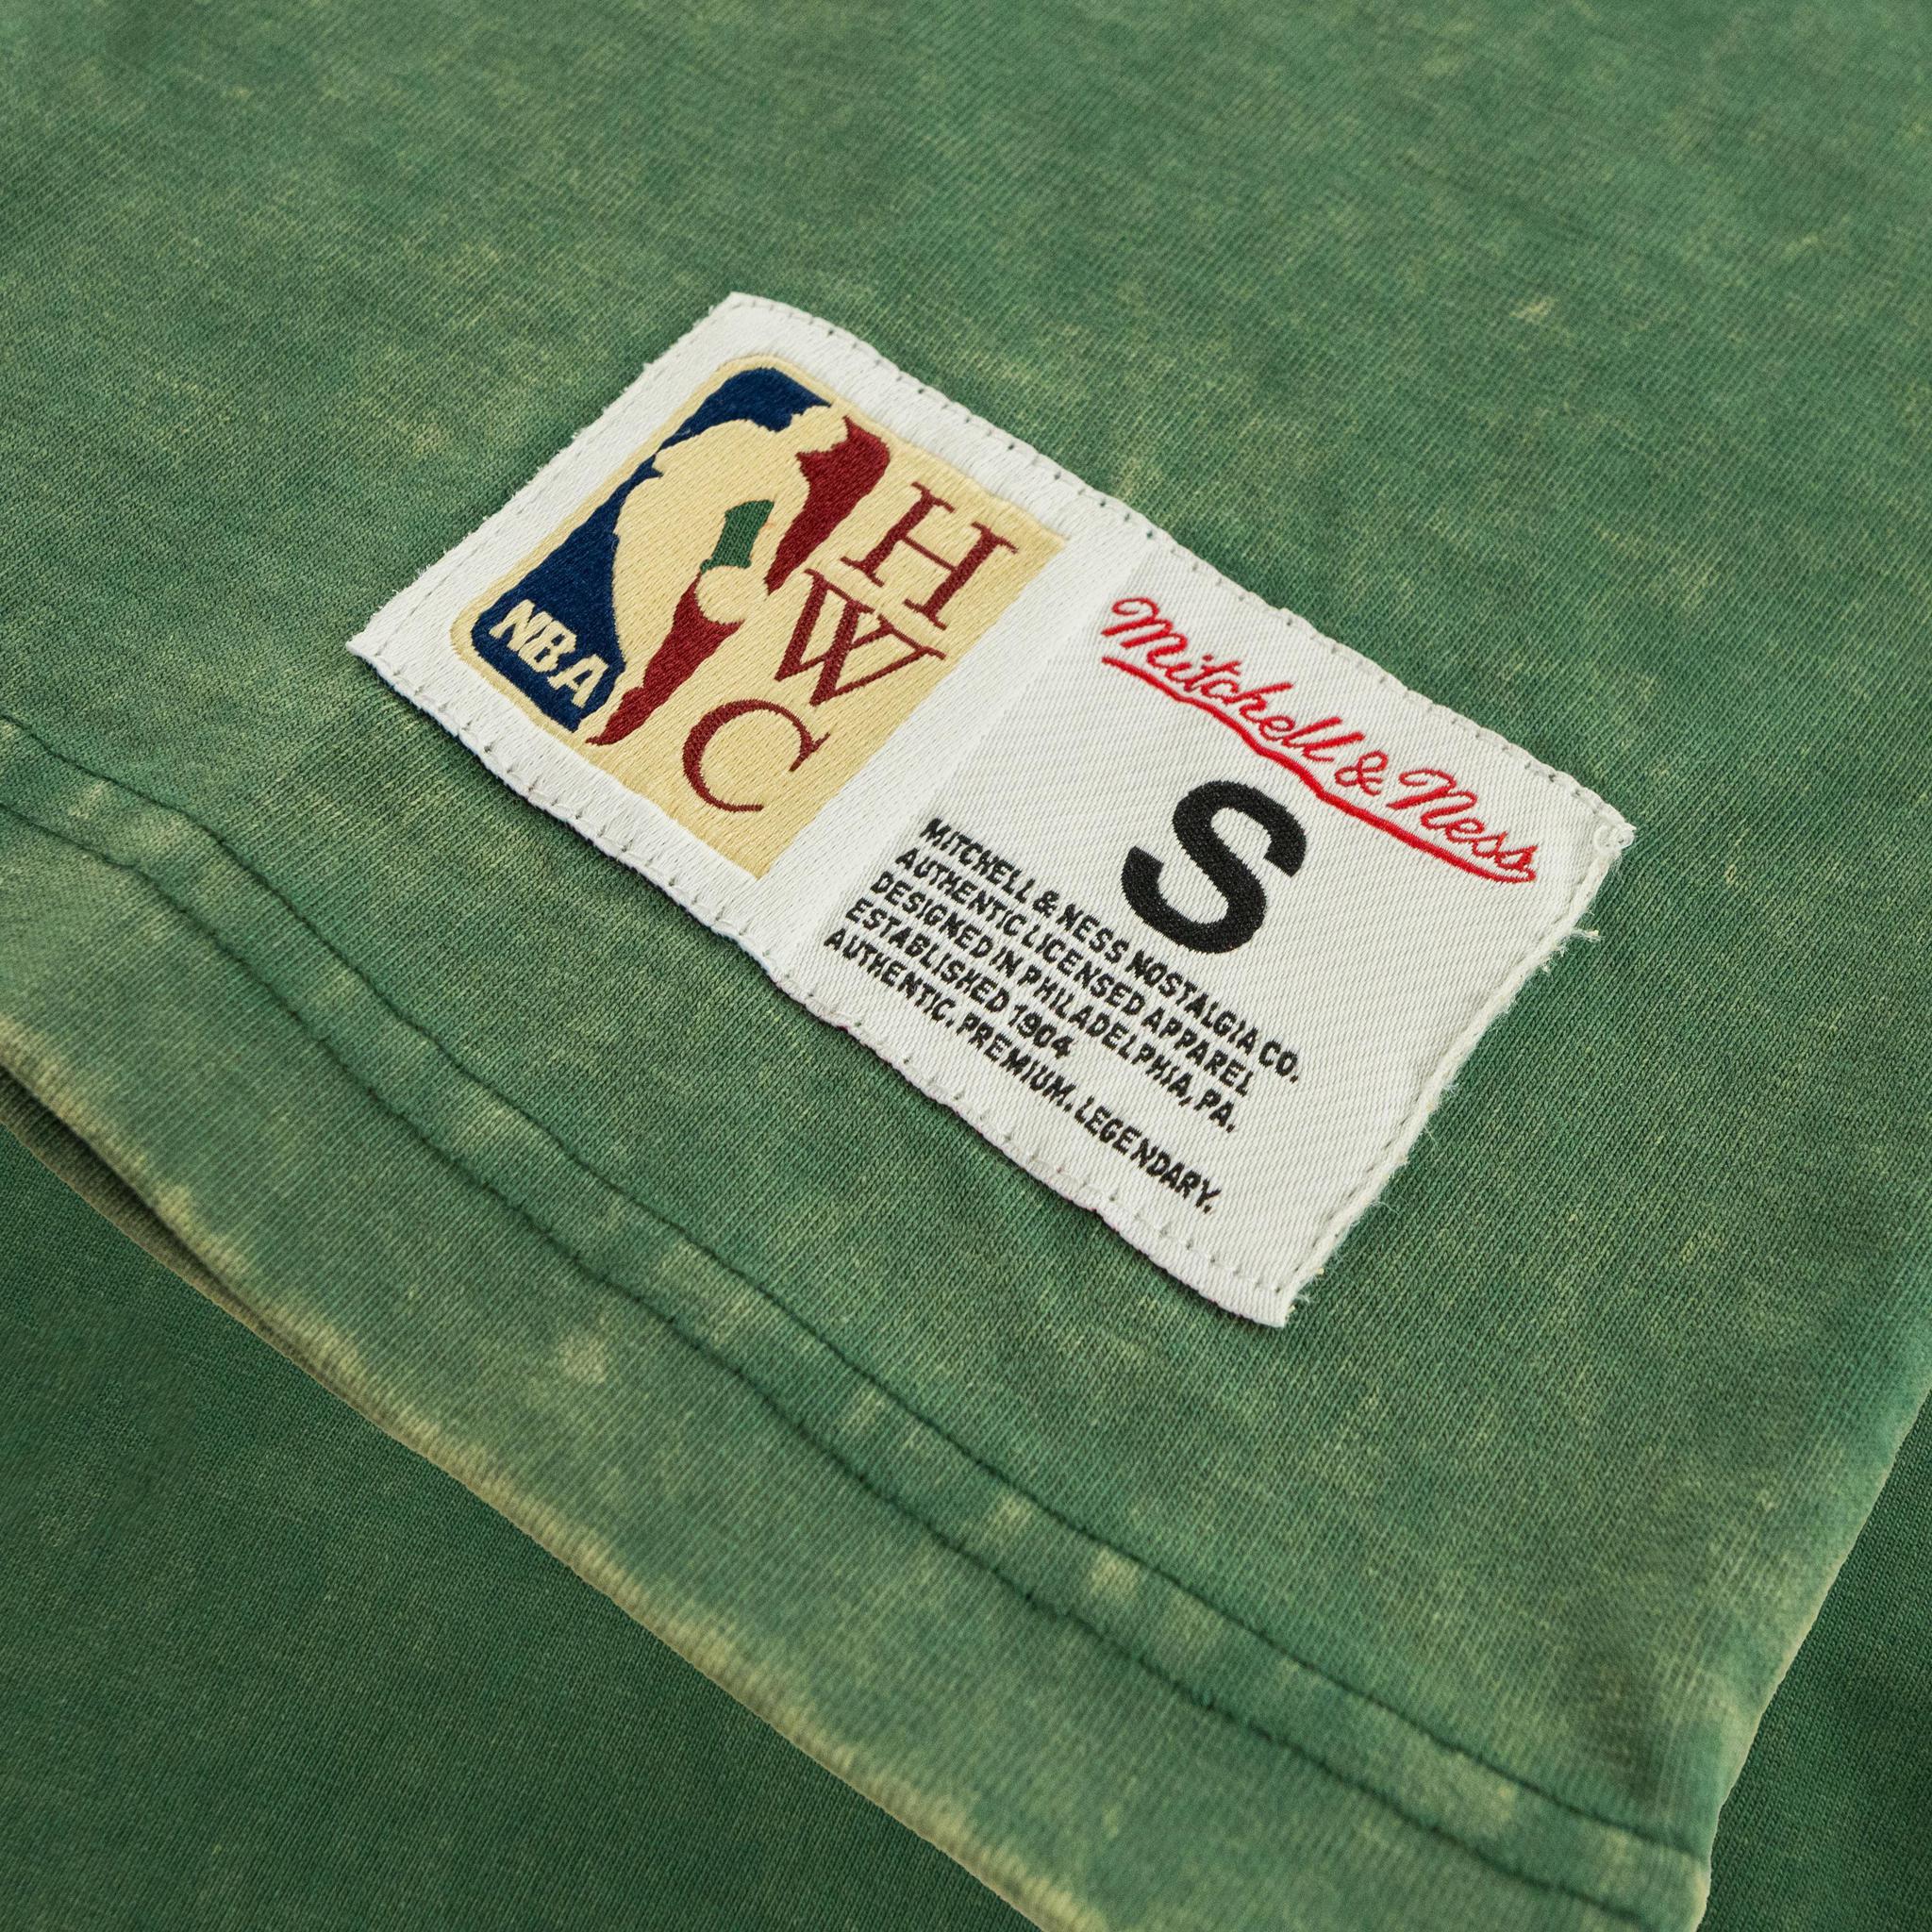 NBA
H
W
C
Mitchell & Ness
S
MITCHELL & NESS NOSTALGIA CO.
AUTHENTIC LICENSED APPAREL
DESIGNED IN PHILADELPHIA, PA.
ESTABLISHED 1904
AUTHENTIC. PREMIUM. LEGENDARY.